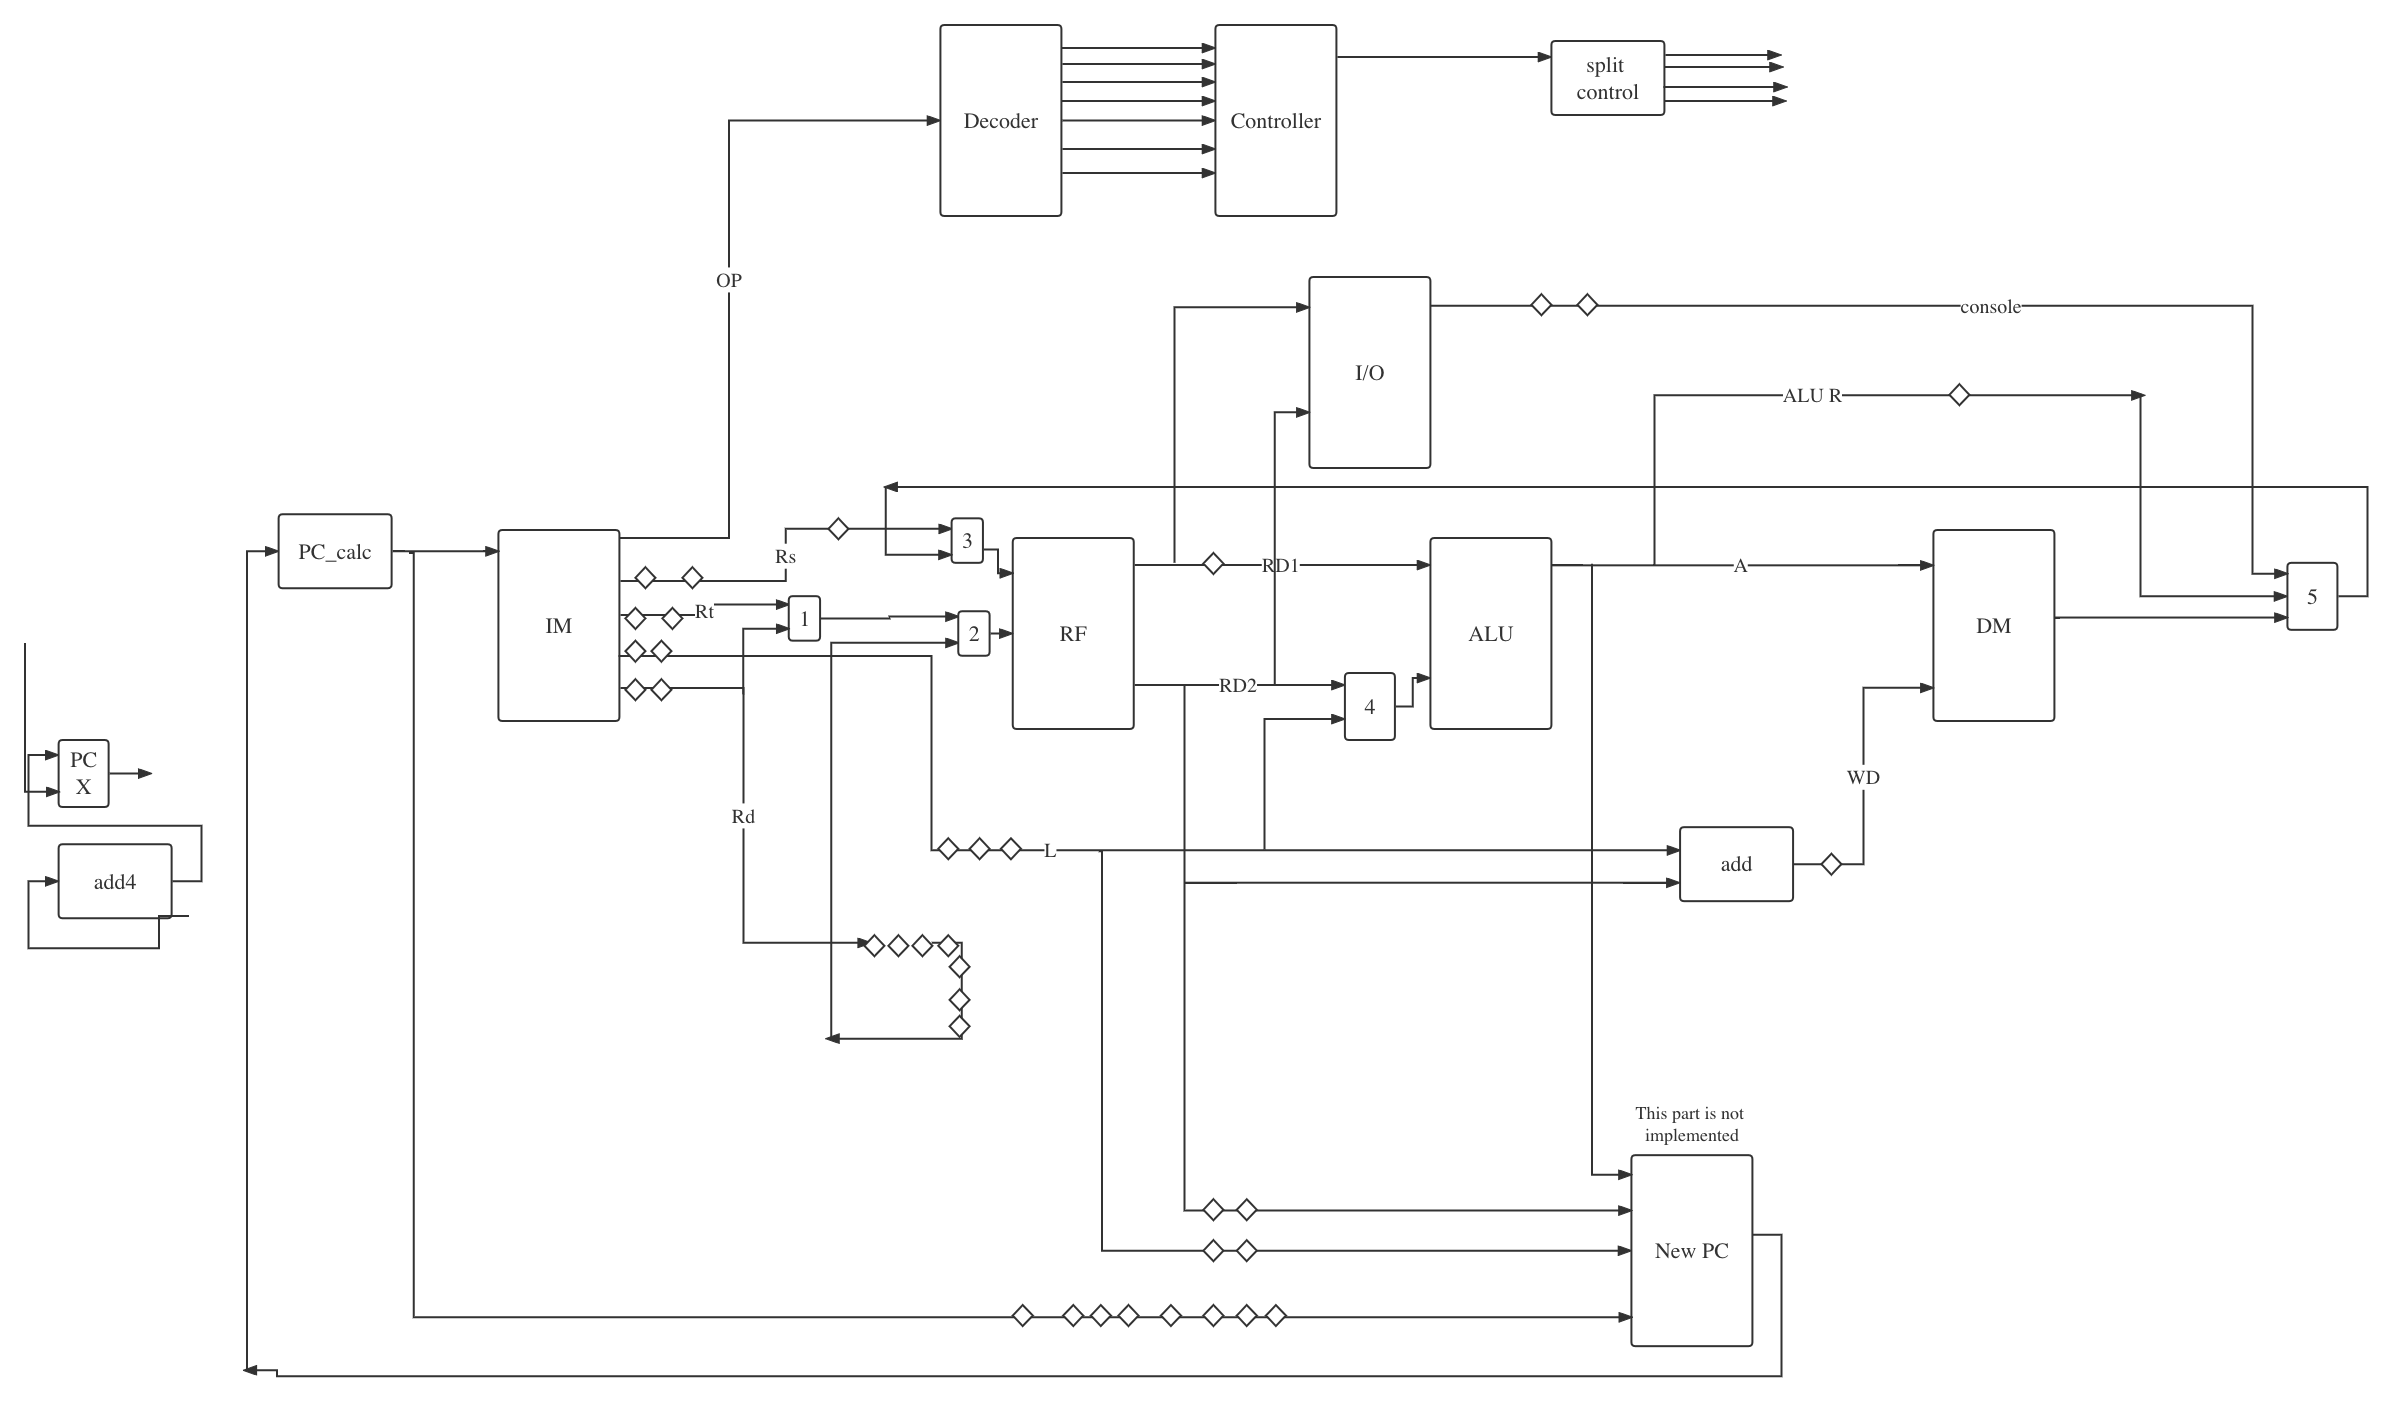 Decoder
Controller
split
control
OP
I/O
console
ALU R
PC_calc
IM
Rs
3
Rt
1
2
RF
RD1
RD2
4
ALU
A
DM
5
PC
X
WD
Rd
L
add
add4
This part is not
implemented
New PC